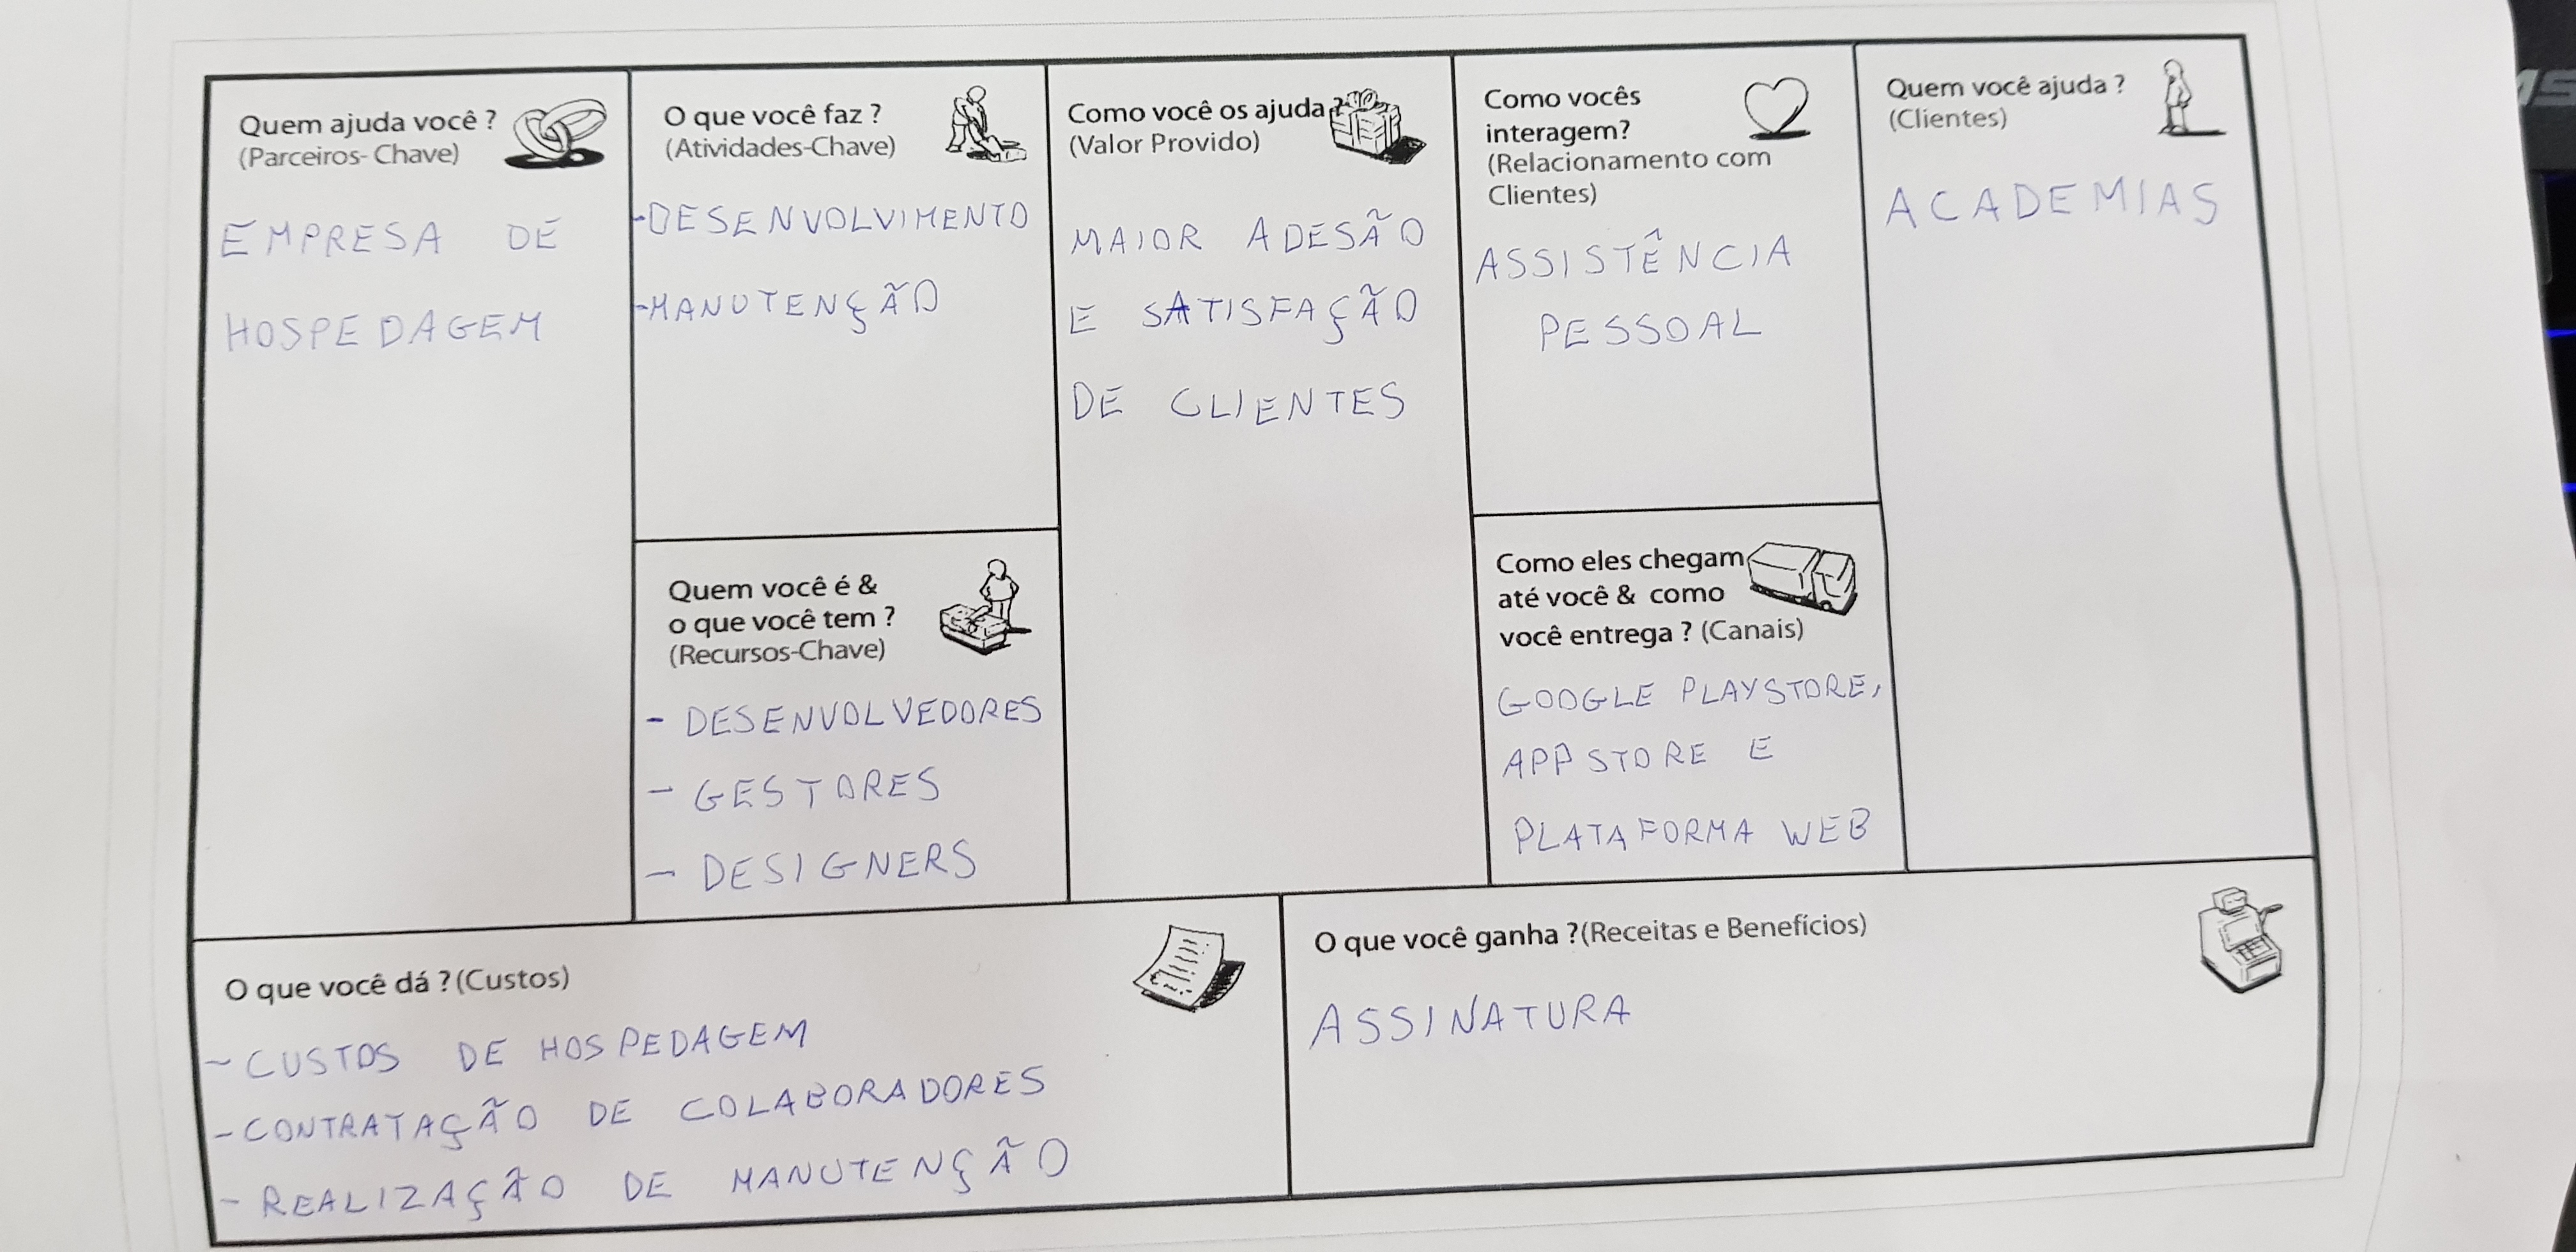 Quem ajuda você ?
(Parceiros- Chave)
EMPRESA DE
HOSPEDAGEM
O que você faz ?
(Atividades-Chave)
-DESENVOLVIMENTO
-MANUTENÇÃO
Quem você é &
o que você tem ?
(Recursos-Chave)
- DESENVOLVEDORES
- GESTORES
- DESIGNERS
Como você os ajuda ?
(Valor Provido)
MAIOR ADESÃO
E SATISFAÇÃO
DE CLIENTES
Como vocês
interagem?
(Relacionamento com
Clientes)
ASSISTÊNCIA
PESSOAL
Como eles chegam
até você & como
você entrega ? (Canais)
GOOGLE PLAYSTORE,
APP STORE E
PLATAFORMA WEB
Quem você ajuda ?
(Clientes)
ACADEMIAS
O que você dá ? (Custos)
- CUSTOS DE HOSPEDAGEM
- CONTRATAÇÃO DE COLABORADORES
- REALIZAÇÃO DE MANUTENÇÃO
O que você ganha ?(Receitas e Benefícios)
ASSINATURA